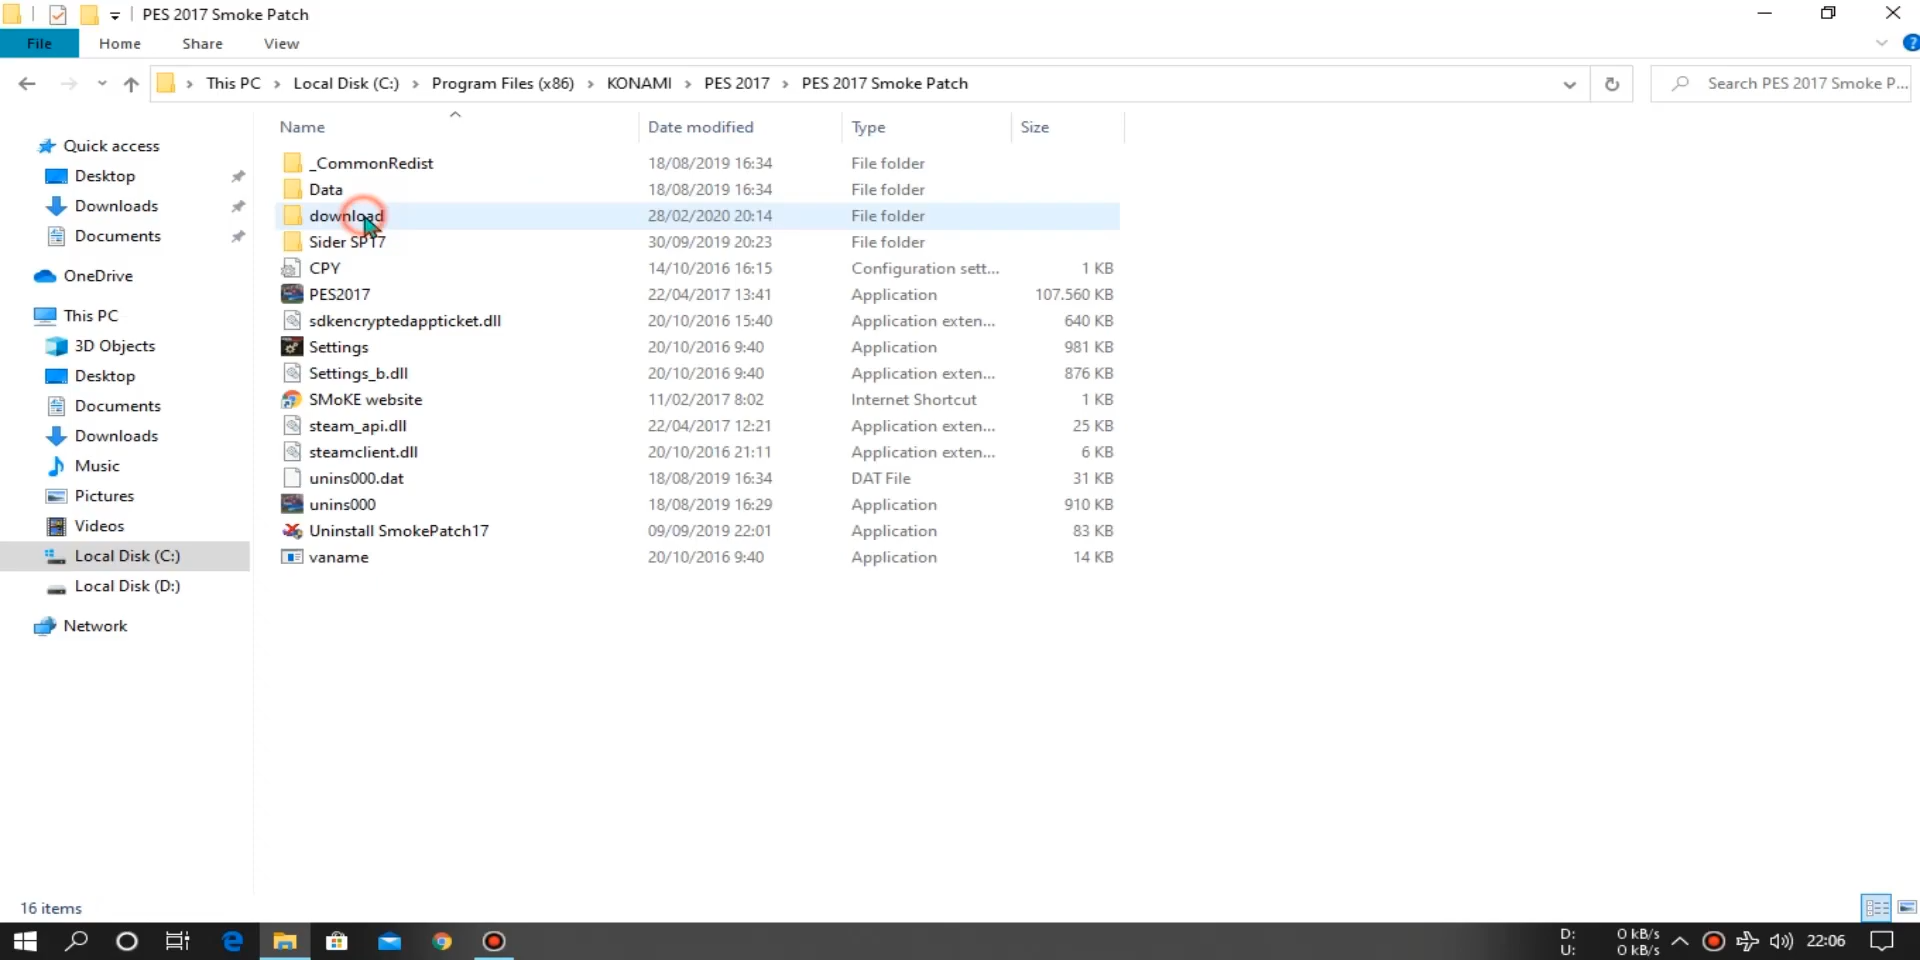 PES 2017 Smoke Patch
File Home Share View
This PC Local Disk (C:) Program Files (x86) KONAMI PES 2017 PES 2017 Smoke Patch Search PES 2017 Smoke P...
Quick access
Desktop
Downloads
Documents
OneDrive
This PC
3D Objects
Desktop
Documents
Downloads
Music
Pictures
Videos
Local Disk (C:)
Local Disk (D:)
Network
Name Date modified Type Size
_CommonRedist 18/08/2019 16:34 File folder
Data 18/08/2019 16:34 File folder
download 28/02/2020 20:14 File folder
Sider SP17 30/09/2019 20:23 File folder
CPY 14/10/2016 16:15 Configuration sett... 1 KB
PES2017 22/04/2017 13:41 Application 107.560 KB
sdkencryptedappticket.dll 20/10/2016 15:40 Application exten... 640 KB
Settings 20/10/2016 9:40 Application 981 KB
Settings_b.dll 20/10/2016 9:40 Application exten... 876 KB
SMoKE website 11/02/2017 8:02 Internet Shortcut 1 KB
steam_api.dll 22/04/2017 12:21 Application exten... 25 KB
steamclient.dll 20/10/2016 21:11 Application exten... 6 KB
unins000.dat 18/08/2019 16:34 DAT File 31 KB
unins000 18/08/2019 16:29 Application 910 KB
Uninstall SmokePatch17 09/09/2019 22:01 Application 83 KB
vaname 20/10/2016 9:40 Application 14 KB
16 items
D: 0 kB/s
U: 0 kB/s
22:06